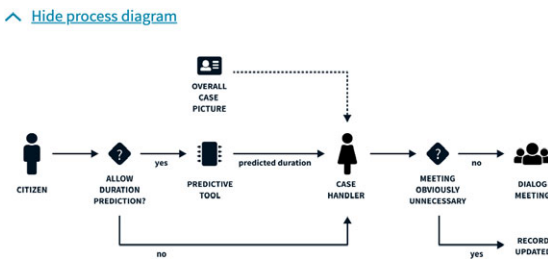 Hide process diagram
OVERALL
CASE
PICTURE
?
yes
predicted duration
?
no
CITIZEN
ALLOW
DURATION
PREDICTION?
PREDICTIVE
TOOL
CASE
HANDLER
MEETING
OBVIOUSLY
UNNECESSARY
DIALOG
MEETING
no
yes
RECORD
UPDATED